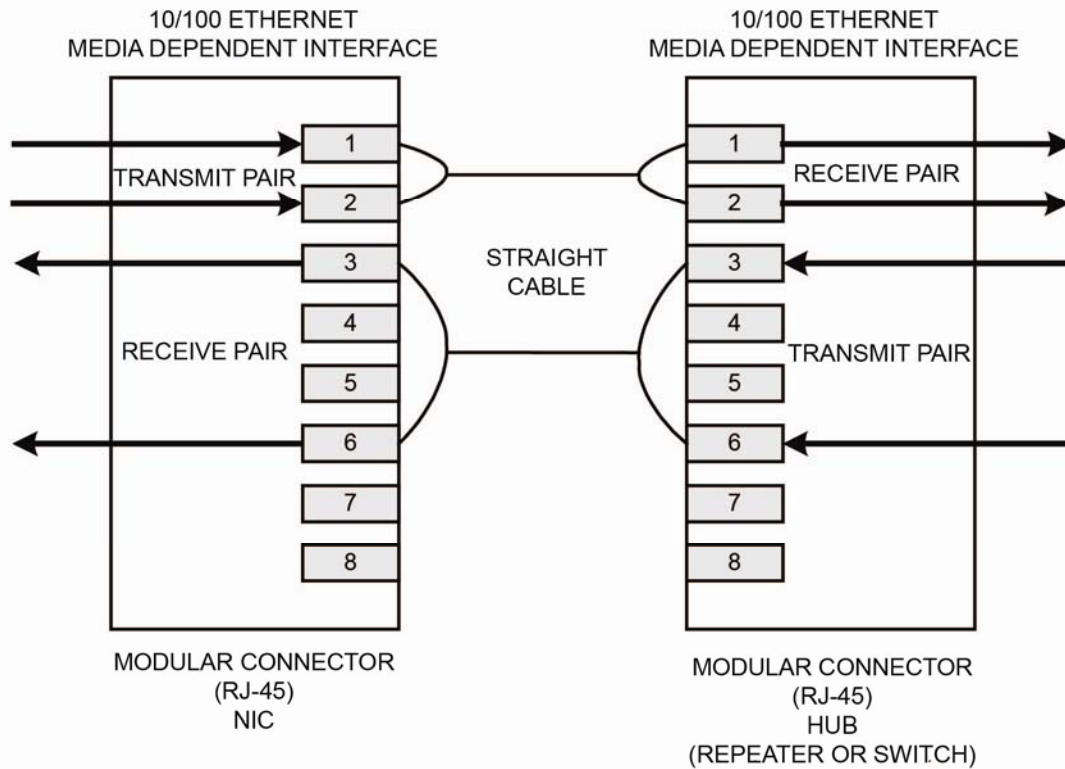 10/100 ETHERNET
MEDIA DEPENDENT INTERFACE
10/100 ETHERNET
MEDIA DEPENDENT INTERFACE
1
TRANSMIT PAIR
2
3
4
RECEIVE PAIR
5
6
7
8
STRAIGHT
CABLE
1
RECEIVE PAIR
2
3
4
TRANSMIT PAIR
5
6
7
8
MODULAR CONNECTOR
(RJ-45)
NIC
MODULAR CONNECTOR
(RJ-45)
HUB
(REPEATER OR SWITCH)